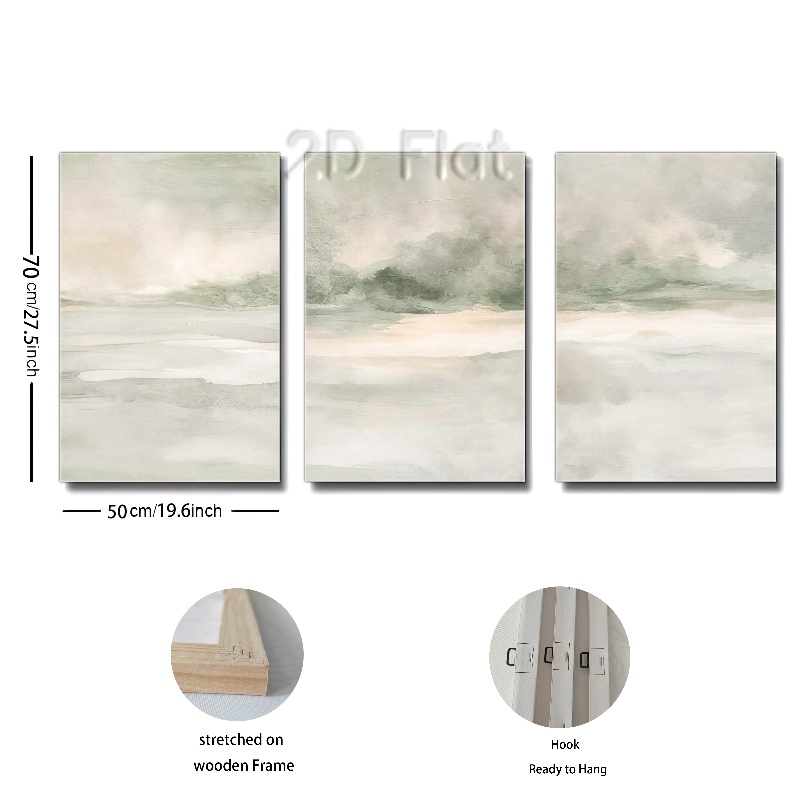 2D Flat
70 cm/27.5inch
50cm/19.6inch
stretched on
wooden Frame
Hook
Ready to Hang